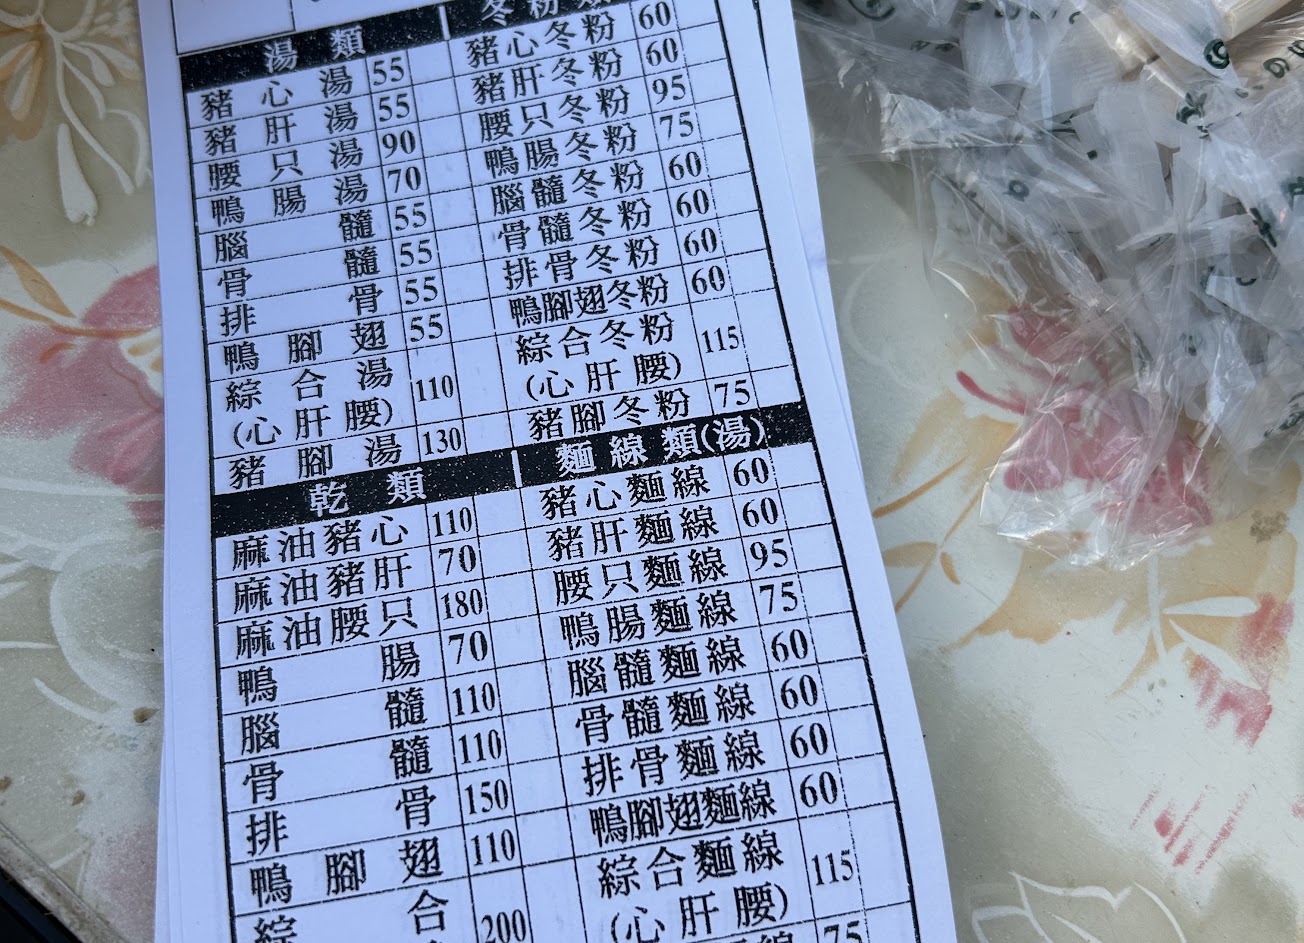 湯類
豬心湯 55
豬肝湯 55
腰只湯 90
鴨腸湯 70
腦髓 55
骨髓 55
排骨 55
鴨腳翅 55
綜合湯 110
(心肝腰)
豬腳湯 130
乾類
麻油豬心 110
麻油豬肝 70
麻油腰只 180
鴨腸 70
腦髓 110
骨髓 110
排骨 150
鴨腳翅 110
綜合 200
冬粉類
豬心冬粉 60
豬肝冬粉 60
腰只冬粉 95
鴨腸冬粉 75
腦髓冬粉 60
骨髓冬粉 60
排骨冬粉 60
鴨腳翅冬粉 60
綜合冬粉 115
(心肝腰)
豬腳冬粉 75
麵線類(湯)
豬心麵線 60
豬肝麵線 60
腰只麵線 95
鴨腸麵線 75
腦髓麵線 60
骨髓麵線 60
排骨麵線 60
鴨腳翅麵線 60
綜合麵線 115
(心肝腰)
麵線 75